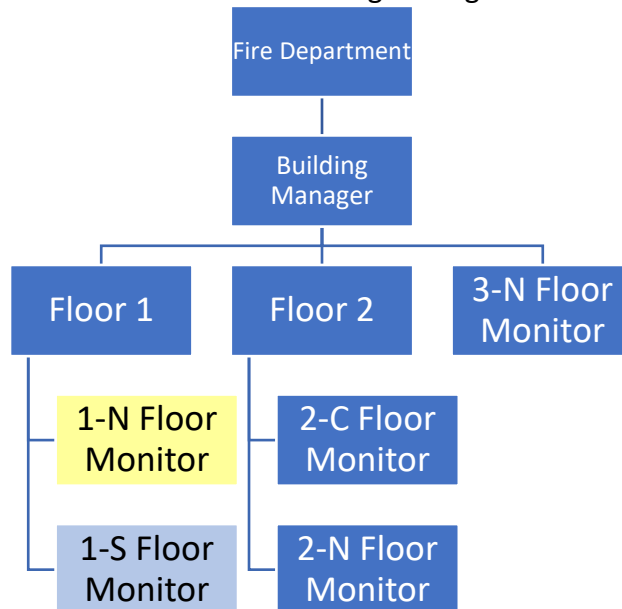 Fire Department
Building
Manager
Floor 1
Floor 2
3-N Floor
Monitor
1-N Floor
Monitor
2-C Floor
Monitor
1-S Floor
Monitor
2-N Floor
Monitor